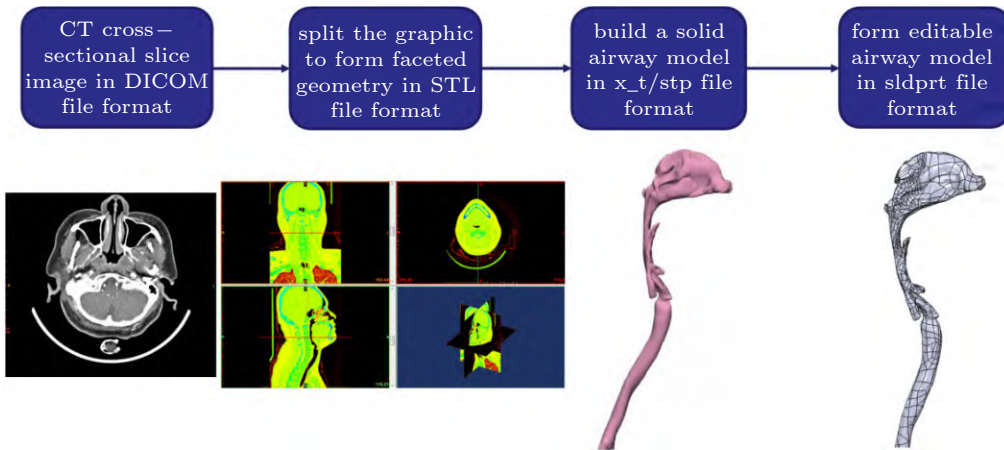 CT cross–
sectional slice
image in DICOM
file format
split the graphic
to form faceted
geometry in STL
file format
build a solid
airway model
in x_t/stp file
format
form editable
airway model
in sldprt file
format